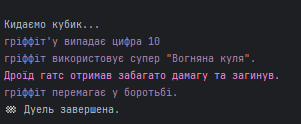 Кидаємо кубик...
гріффіт'у випадає цифра 10
гріффіт використовує супер "Вогняна куля".
Дроїд гатс отримав забагато дамагу та загинув.
гріффіт перемагає у боротьбі.
🏁 Дуель завершена.